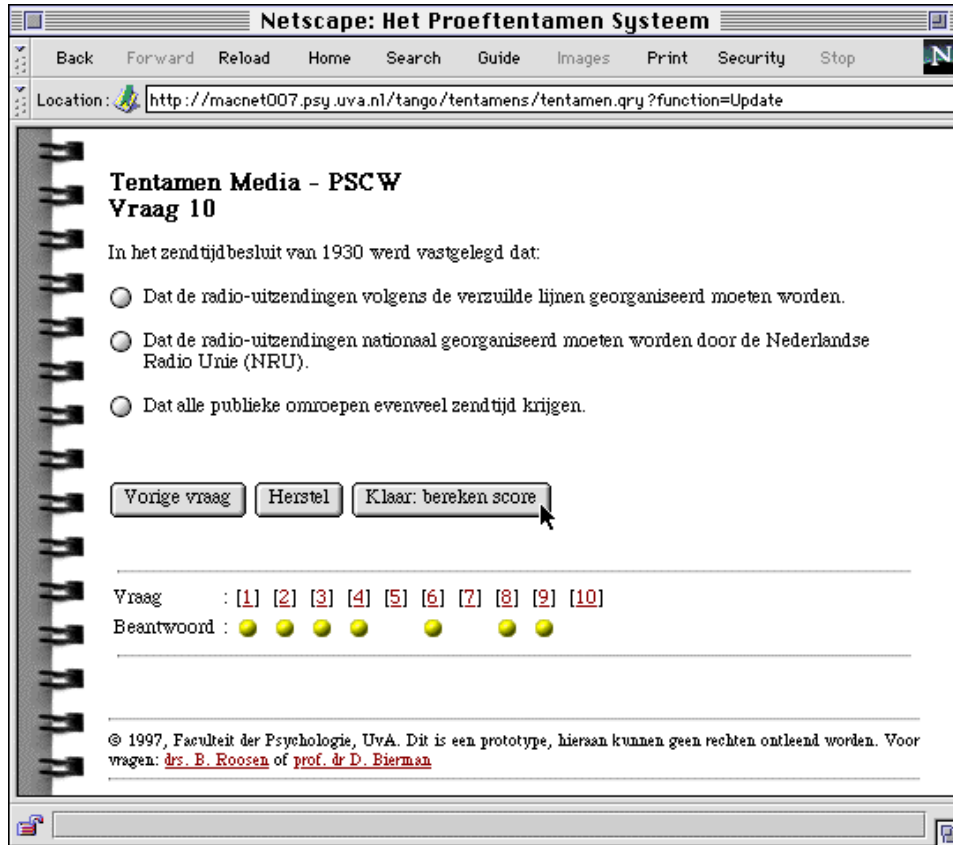 Netscape: Het Proeftentamen Systeem
Back Forward Reload Home Search Guide Images Print Security Stop
N
Location: http://macnet007.psy.uva.nl/tango/tentamens/tentamen.qry?function=Update
Tentamen Media - PSCW
Vraag 10
In het zendtijdbesluit van 1930 werd vastgelegd dat:
Dat de radio-uitzendingen volgens de verzuilde lijnen georganiseerd moeten worden.
Dat de radio-uitzendingen nationaal georganiseerd moeten worden door de Nederlandse
Radio Unie (NRU).
Dat alle publieke omroepen evenveel zendtijd krijgen.
Vorige vraag Herstel Klaar: bereken score
Vraag : [1] [2] [3] [4] [5] [6] [7] [8] [9] [10]
Beantwoord :
© 1997, Faculteit der Psychologie, UvA. Dit is een prototype, hieraan kunnen geen rechten ontleend worden. Voor
vragen: drs. B. Roosen of prof. dr D. Bierman